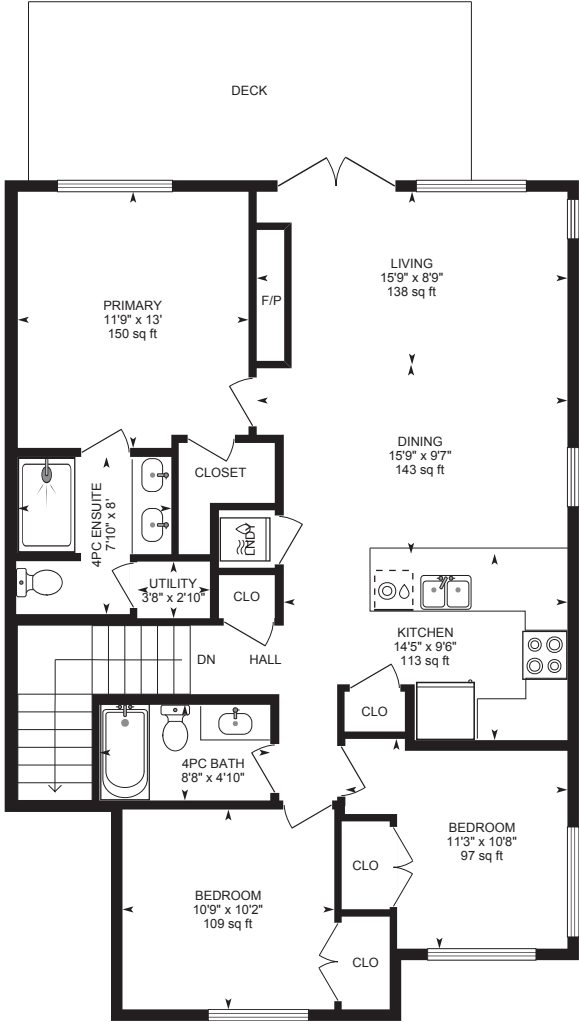 DECK
LIVING
15'9" x 8'9"
138 sq ft
F/P
PRIMARY
11'9" x 13'
150 sq ft
DINING
15'9" x 9'7"
143 sq ft
CLOSET
4PC ENSUITE
7'10" x 8'
LNDY
UTILITY
3'8" x 2'10"
CLO
KITCHEN
14'5" x 9'6"
113 sq ft
DN
HALL
CLO
4PC BATH
8'8" x 4'10"
BEDROOM
11'3" x 10'8"
97 sq ft
CLO
BEDROOM
10'9" x 10'2"
109 sq ft
CLO